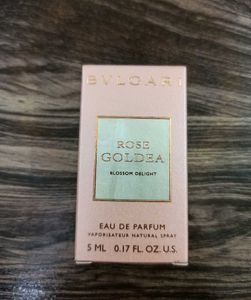 BVLGARI
ROSE
GOLDEA
BLOSSOM DELIGHT
EAU DE PARFUM
VAPORISATEUR NATURAL SPRAY
5 ML 0.17 FL. OZ. U.S.